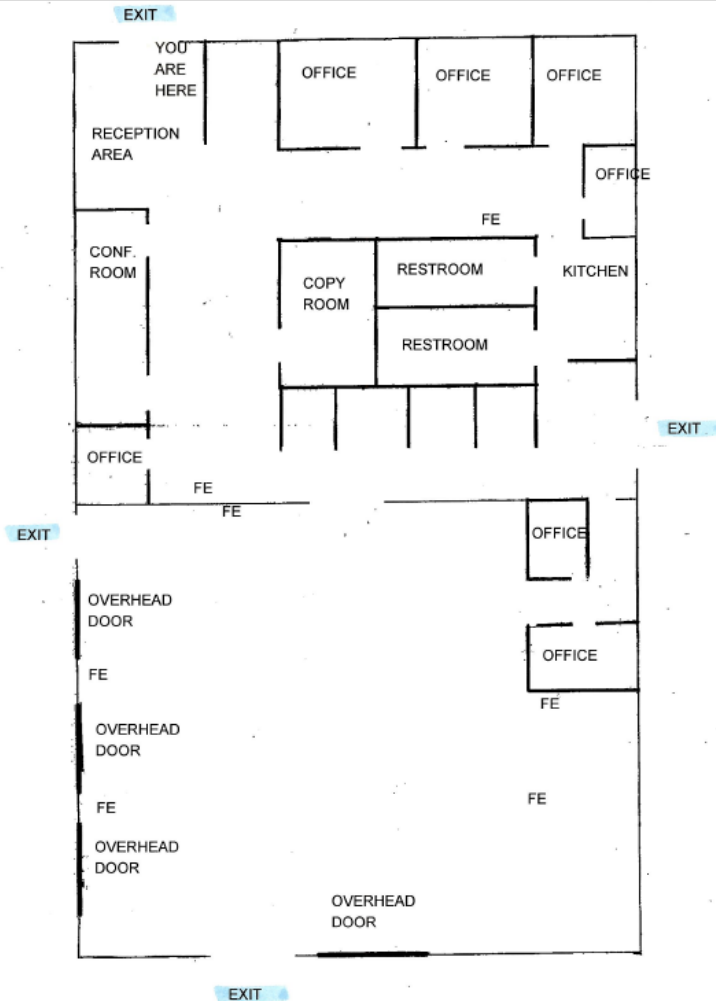 EXIT
YOU
ARE
HERE
OFFICE
OFFICE
OFFICE
RECEPTION
AREA
OFFICE
FE
CONF.
ROOM
COPY
ROOM
RESTROOM
KITCHEN
RESTROOM
EXIT
OFFICE
FE
FE
EXIT
OFFICE
OVERHEAD
DOOR
OFFICE
FE
FE
OVERHEAD
DOOR
FE
FE
OVERHEAD
DOOR
OVERHEAD
DOOR
EXIT